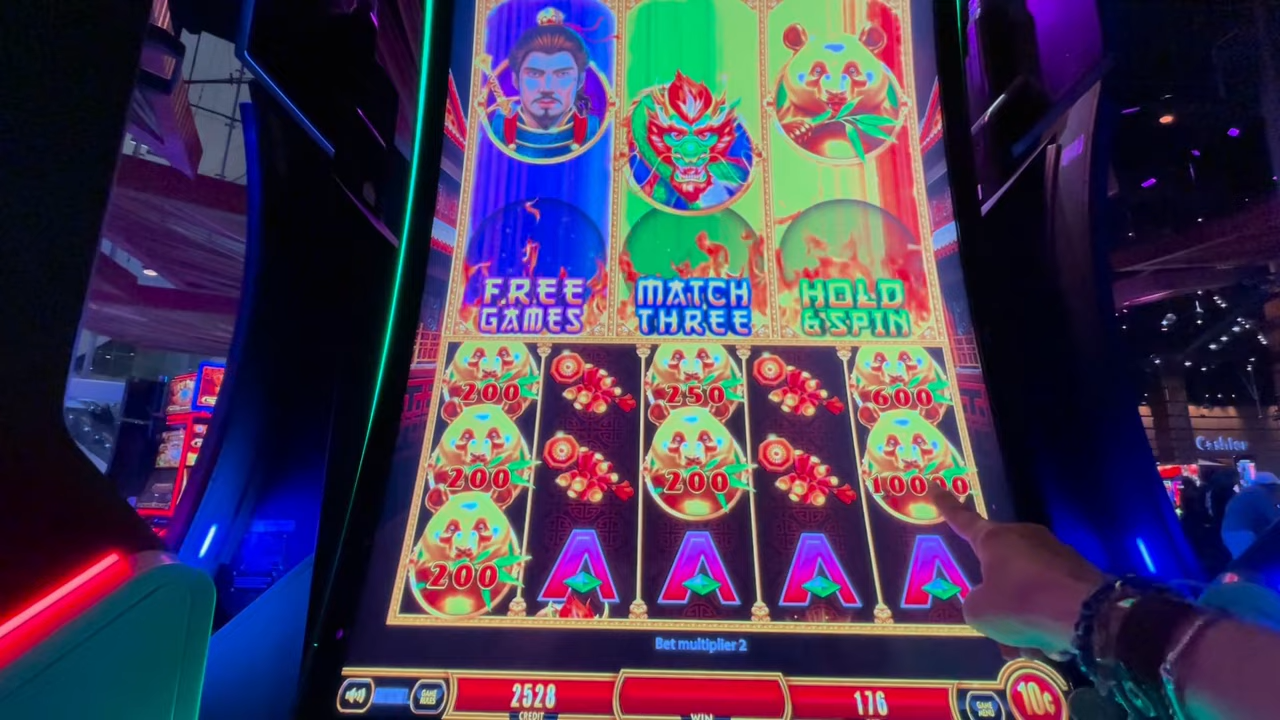 FREE GAMES
MATCH THREE
HOLD & SPIN
200
250
600
200
200
10000
200
A A A A
Bet multiplier 2
GAME RULES
2528
CREDIT
WIN
176
GAME MENU
10¢
Cashier